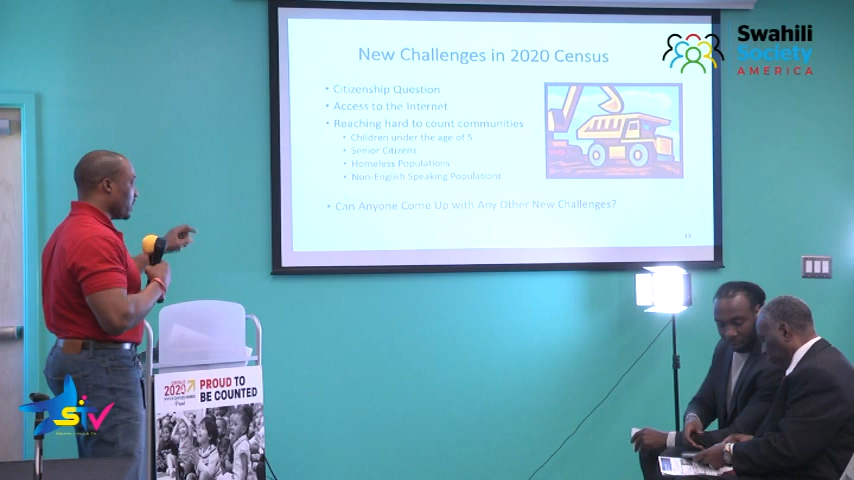 New Challenges in 2020 Census
• Citizenship Question
• Access to the Internet
• Reaching hard to count communities
• Children under the age of 5
• Senior Citizens
• Homeless Populations
• Non-English Speaking Populations
• Can Anyone Come Up with Any Other New Challenges?
Swahili
Society
AMERICA
CENSUS
2020
PROUD TO
BE COUNTED
STV